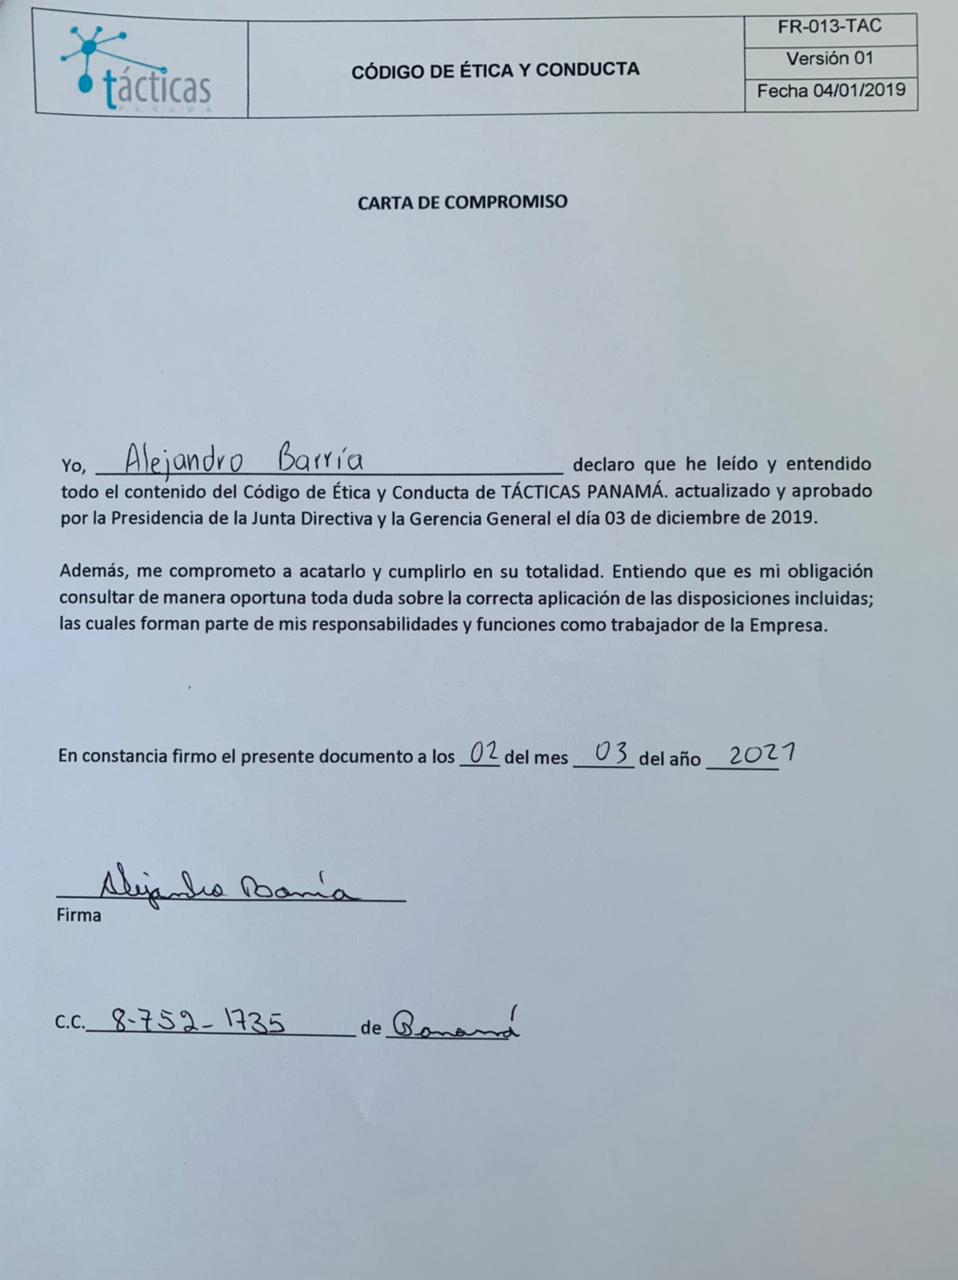 tácticas
PANAMÁ
CÓDIGO DE ÉTICA Y CONDUCTA
FR-013-TAC
Versión 01
Fecha 04/01/2019
CARTA DE COMPROMISO
Yo, Alejandro Barría declaro que he leído y entendido
todo el contenido del Código de Ética y Conducta de TÁCTICAS PANAMÁ. actualizado y aprobado
por la Presidencia de la Junta Directiva y la Gerencia General el día 03 de diciembre de 2019.
Además, me comprometo a acatarlo y cumplirlo en su totalidad. Entiendo que es mi obligación
consultar de manera oportuna toda duda sobre la correcta aplicación de las disposiciones incluidas;
las cuales forman parte de mis responsabilidades y funciones como trabajador de la Empresa.
En constancia firmo el presente documento a los 02 del mes 03 del año 2021
Alejandro Barría
Firma
C.C. 8-752-1735 de Panamá